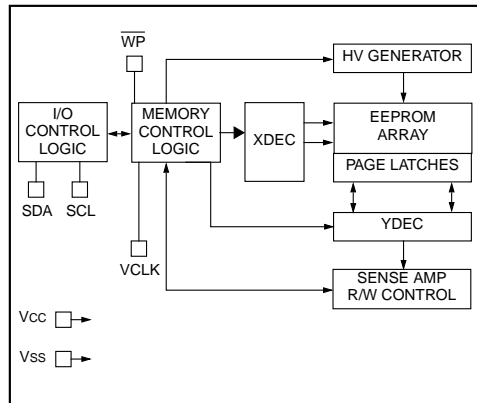 WP
HV GENERATOR
I/O
CONTROL
LOGIC
MEMORY
CONTROL
LOGIC
XDEC
EEPROM
ARRAY
PAGE LATCHES
SDA
SCL
VCLK
YDEC
SENSE AMP
R/W CONTROL
VCC
VSS